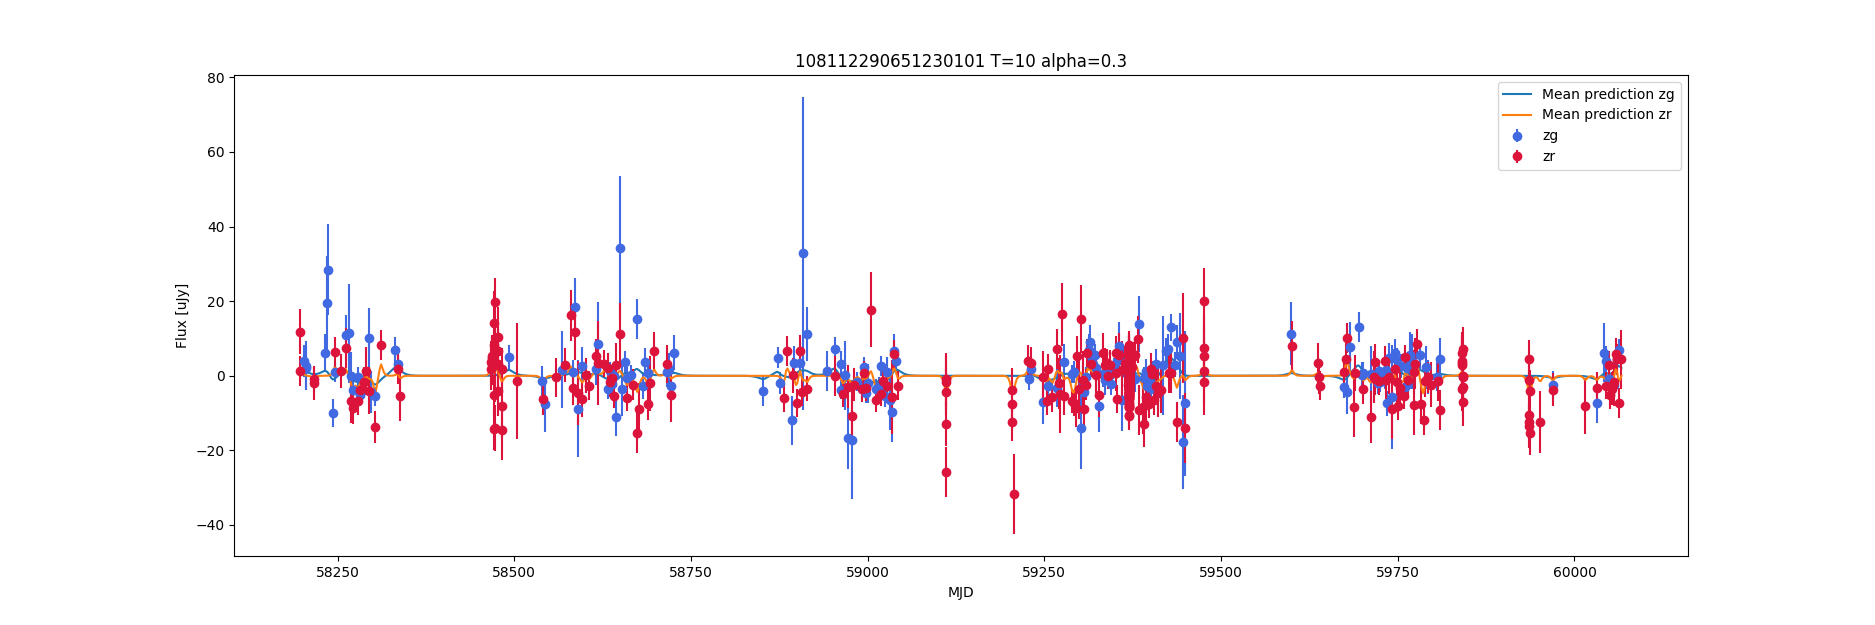 108112290651230101 T=10 alpha=0.3
Mean prediction zg
Mean prediction zr
zg
zr
Flux [uJy]
80
60
40
20
0
−20
−40
58250 58500 58750 59000 59250 59500 59750 60000
MJD